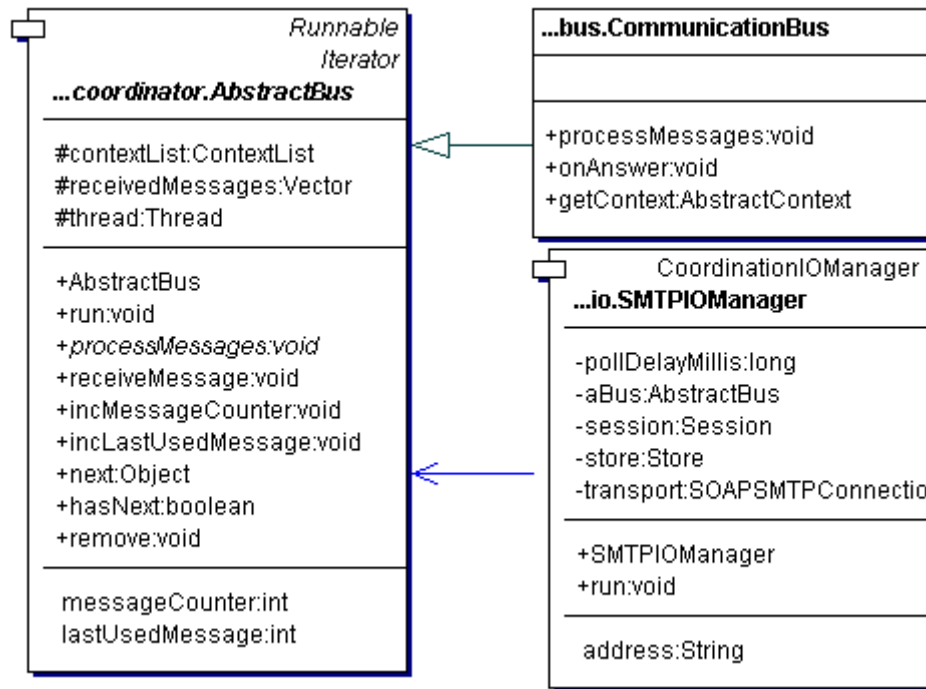 Runnable
Iterator
...coordinator.AbstractBus
#contextList:ContextList
#receivedMessages:Vector
#thread:Thread
+AbstractBus
+run:void
+processMessages:void
+receiveMessage:void
+incMessageCounter:void
+incLastUsedMessage:void
+next:Object
+hasNext:boolean
+remove:void
messageCounter:int
lastUsedMessage:int
...bus.CommunicationBus
+processMessages:void
+onAnswer:void
+getContext:AbstractContext
CoordinationIOManager
...io.SMTPIOManager
-pollDelayMillis:long
-aBus:AbstractBus
-session:Session
-store:Store
-transport:SOAPSMTPConnectio
+SMTPIOManager
+run:void
address:String